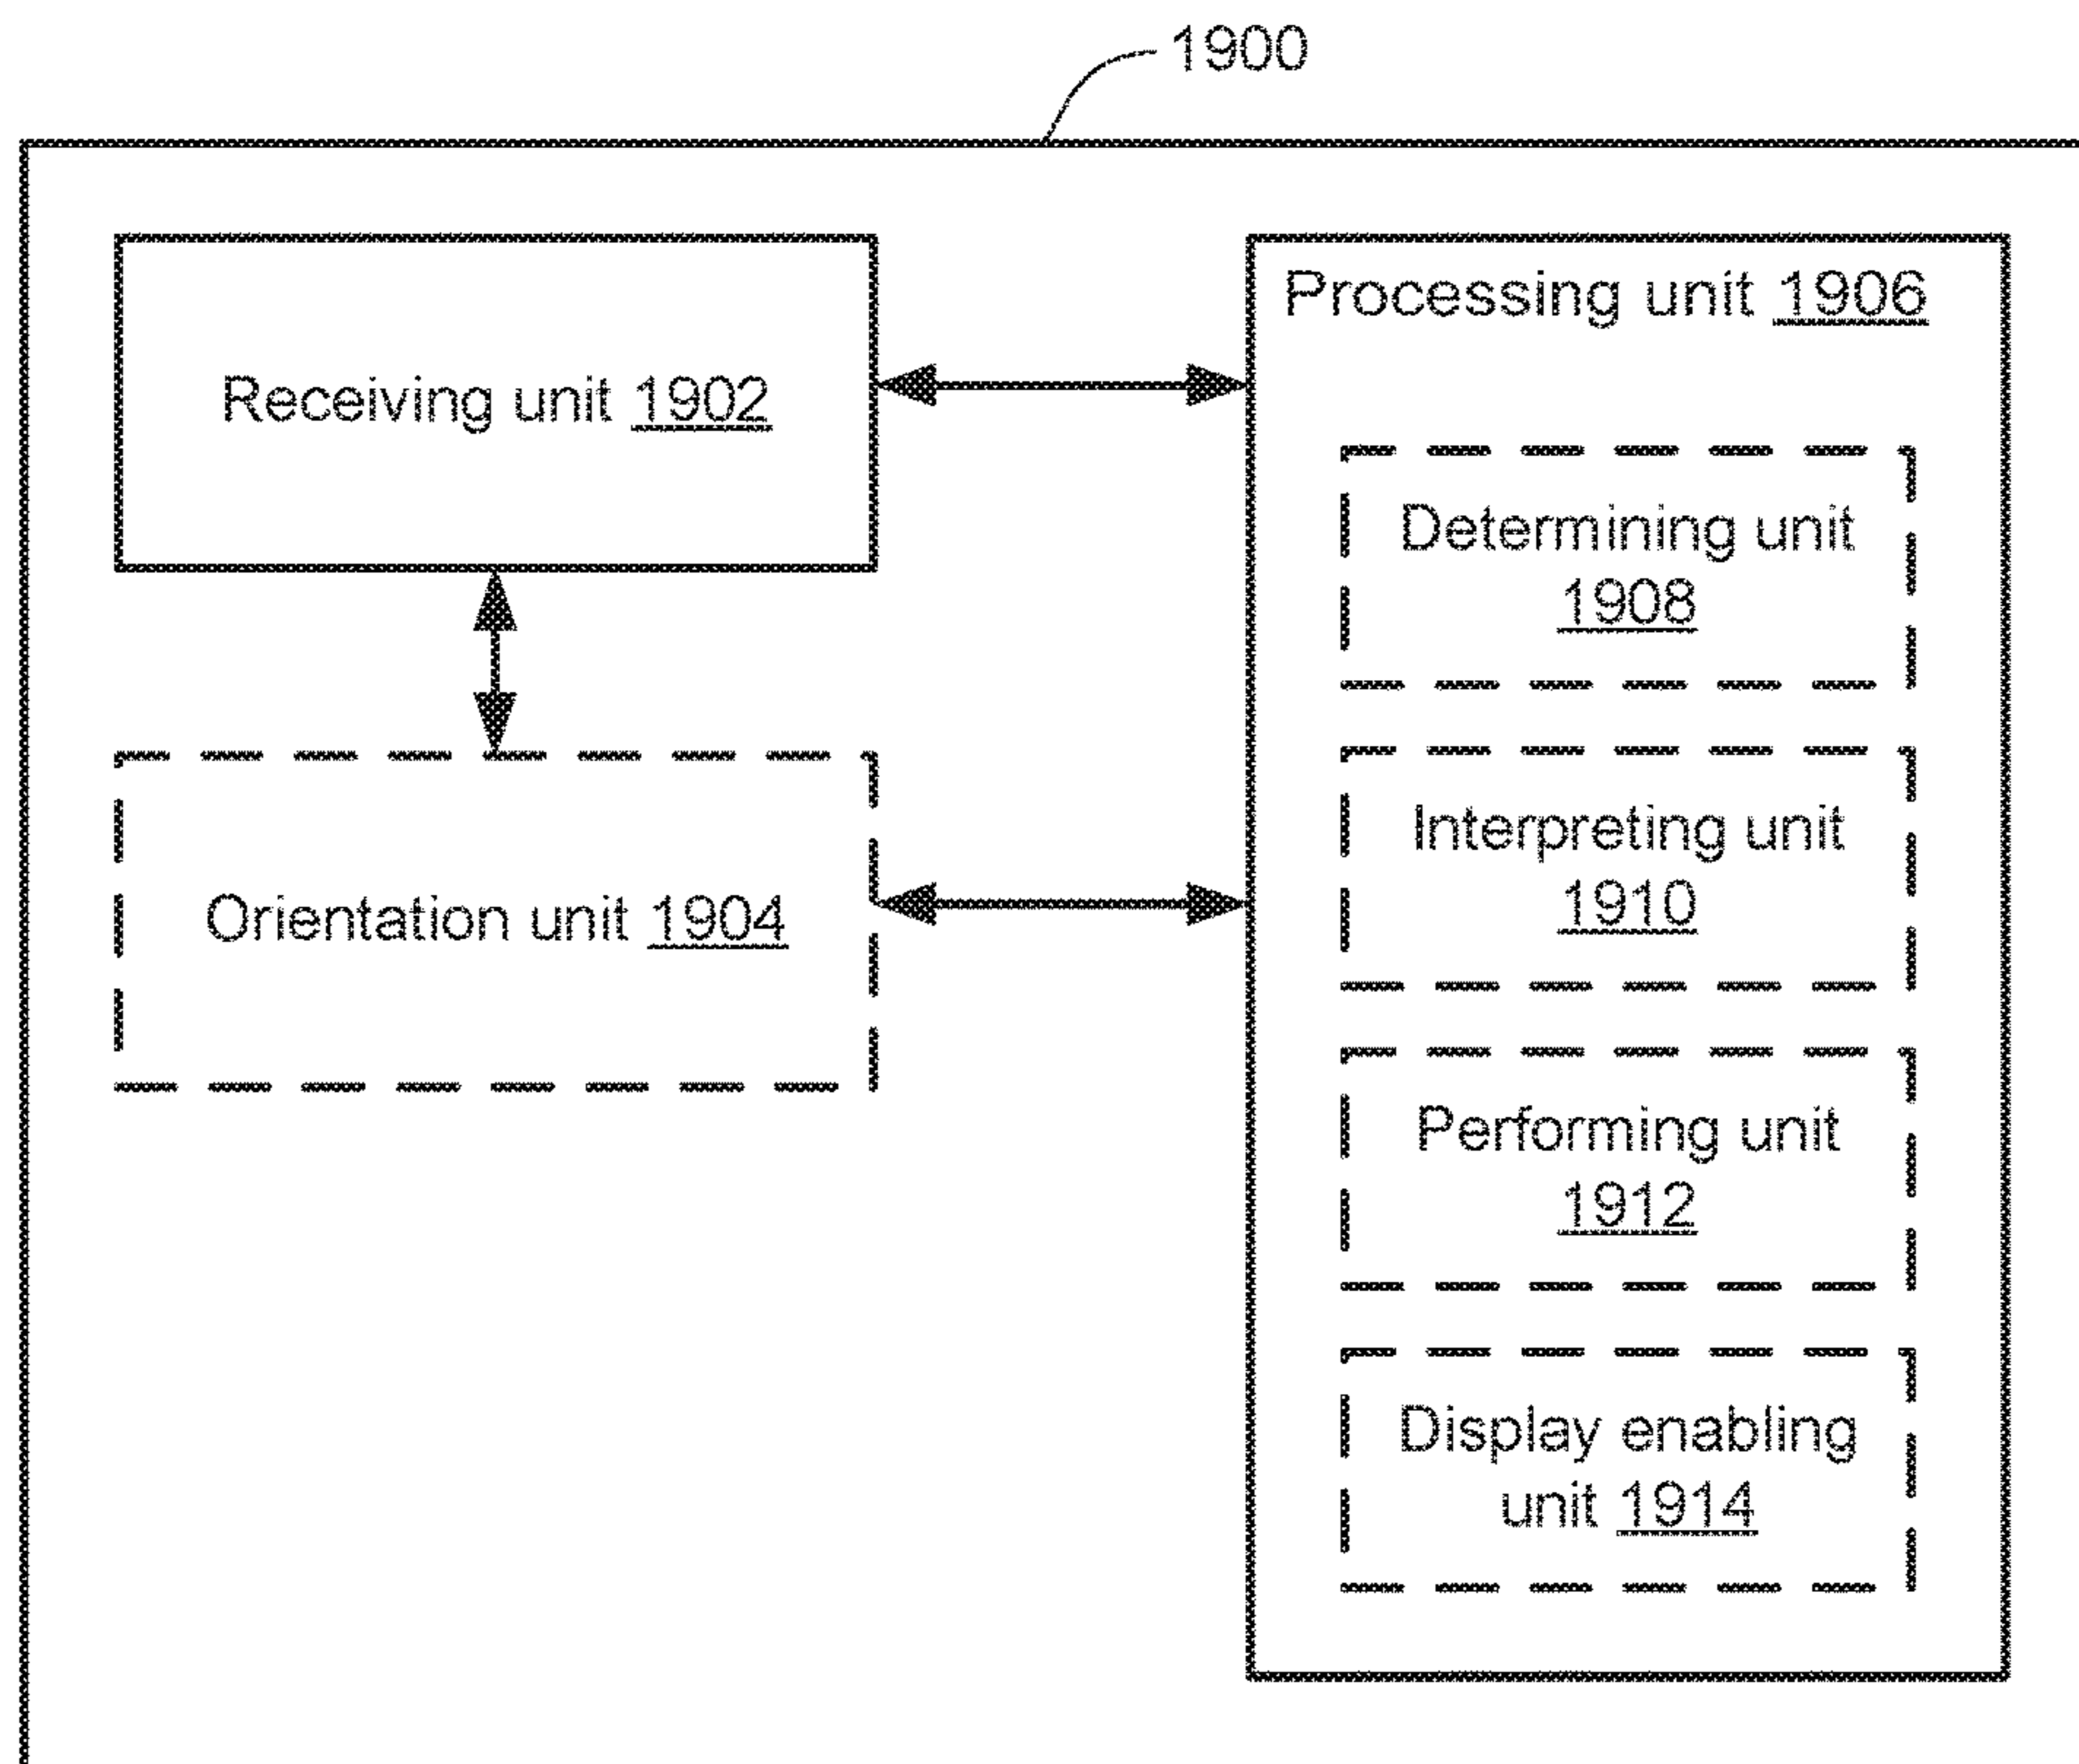 1900
Receiving unit 1902
Orientation unit 1904
Processing unit 1906
Determining unit
1908
Interpreting unit
1910
Performing unit
1912
Display enabling
unit 1914